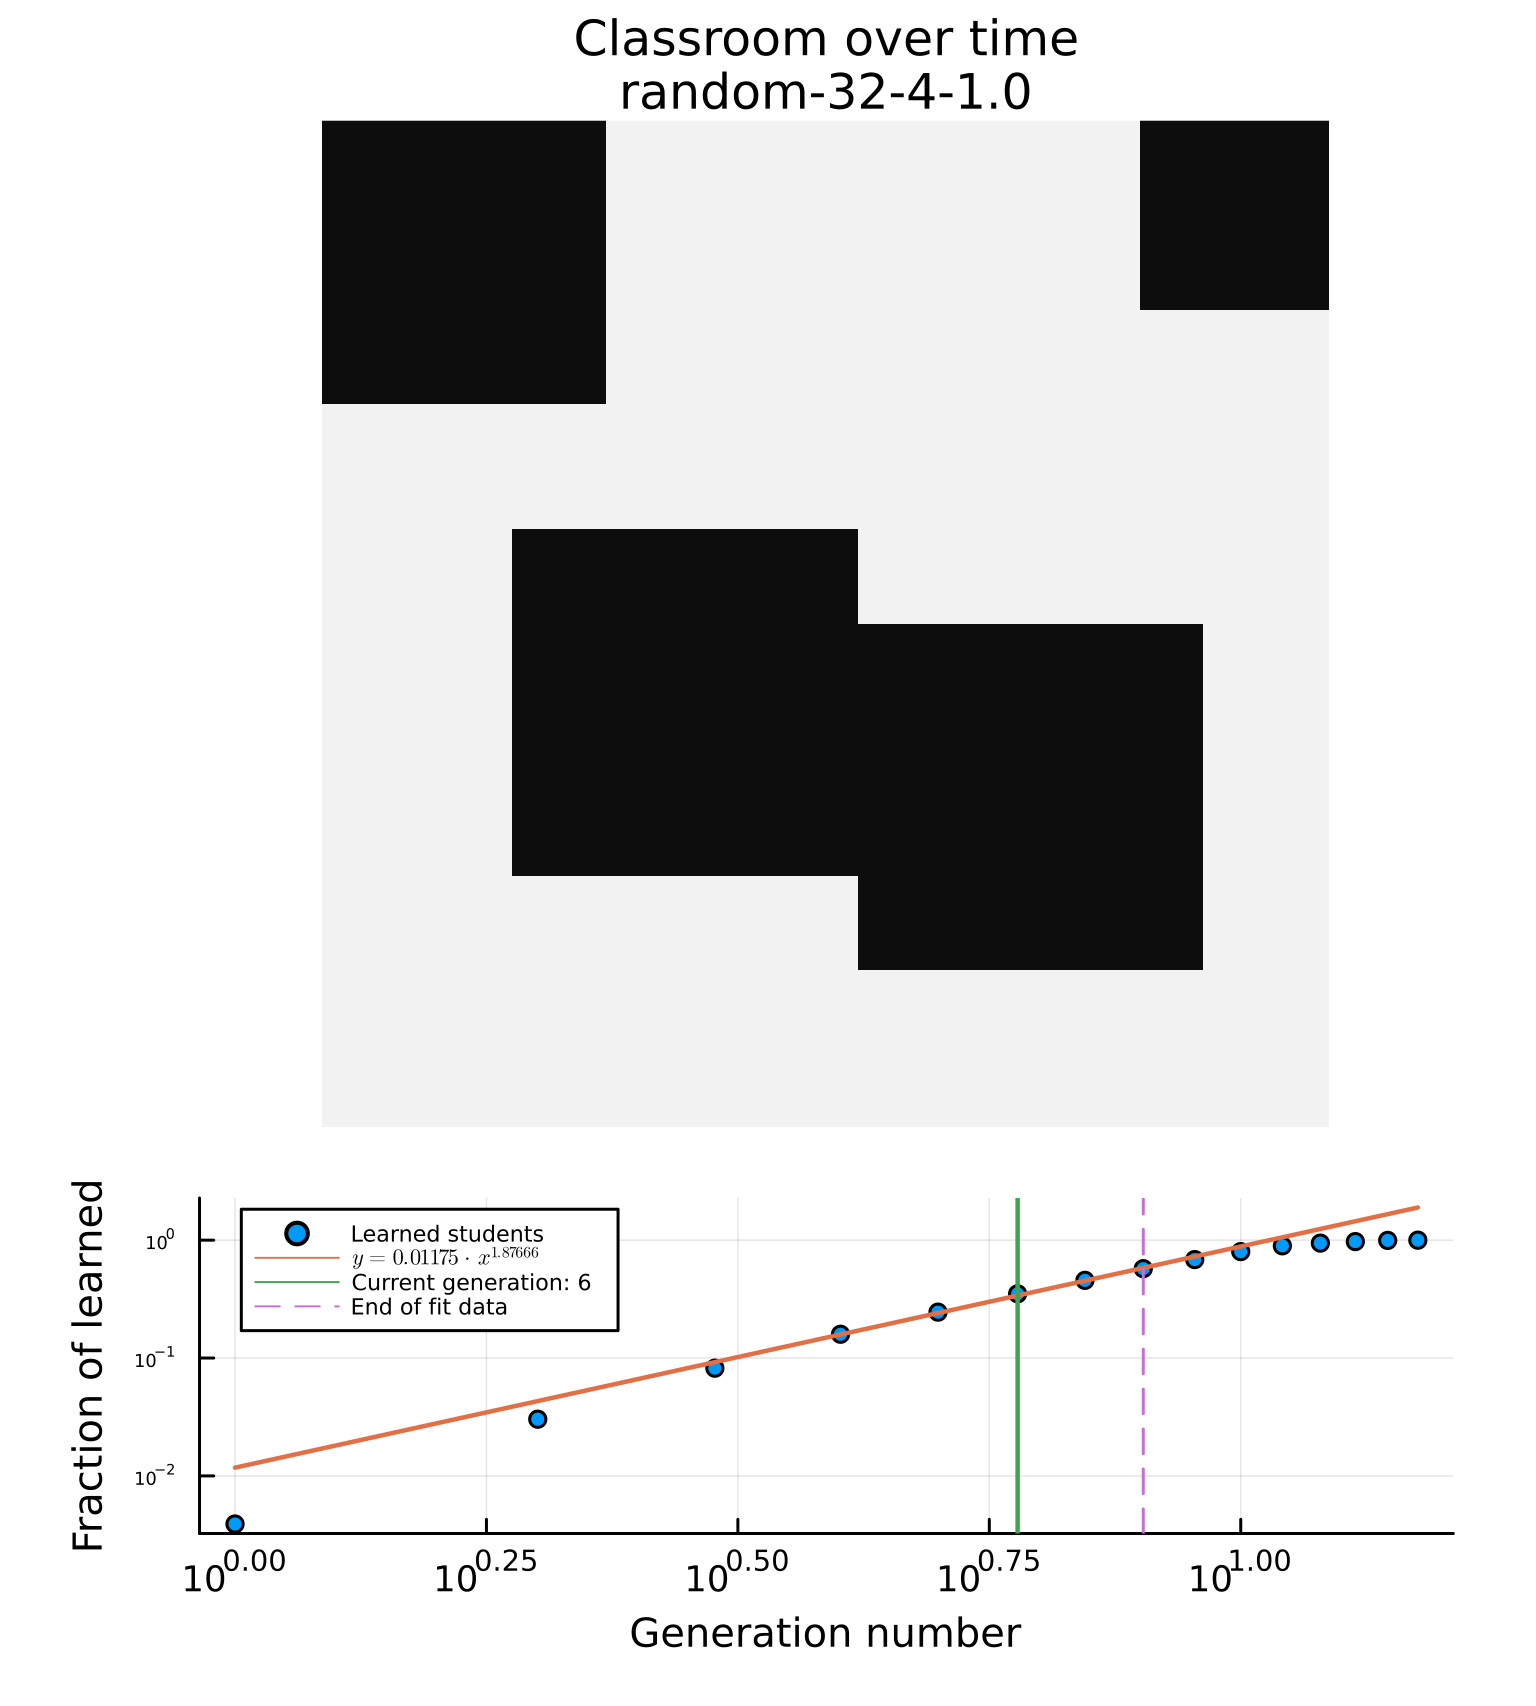 Classroom over time
random-32-4-1.0
Fraction of learned
10⁰
10⁻¹
10⁻²
Learned students
y = 0.01175 · x^1.87666
Current generation: 6
End of fit data
10^0.00 10^0.25 10^0.50 10^0.75 10^1.00
Generation number